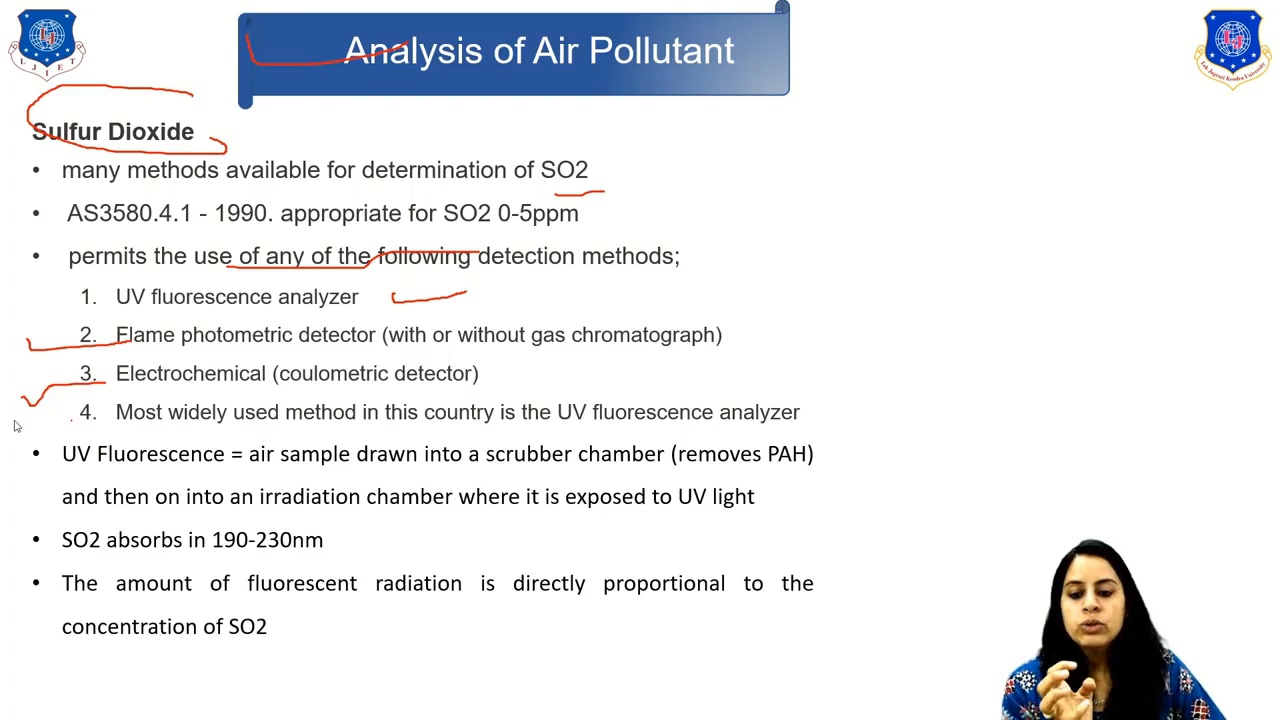 Analysis of Air Pollutant
L J I E T
Lok Jagruti Kendra University
Sulfur Dioxide
• many methods available for determination of SO2
• AS3580.4.1 - 1990. appropriate for SO2 0-5ppm
• permits the use of any of the following detection methods;
1. UV fluorescence analyzer
2. Flame photometric detector (with or without gas chromatograph)
3. Electrochemical (coulometric detector)
4. Most widely used method in this country is the UV fluorescence analyzer
• UV Fluorescence = air sample drawn into a scrubber chamber (removes PAH)
and then on into an irradiation chamber where it is exposed to UV light
• SO2 absorbs in 190-230nm
• The amount of fluorescent radiation is directly proportional to the
concentration of SO2